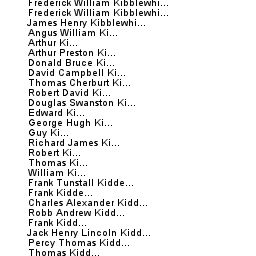 Frederick William Kibblewhi...
Frederick William Kibblewhi...
James Henry Kibblewhi...
Angus William Ki...
Arthur Ki...
Arthur Preston Ki...
Donald Bruce Ki...
David Campbell Ki...
Thomas Cherburt Ki...
Robert David Ki...
Douglas Swanston Ki...
Edward Ki...
George Hugh Ki...
Guy Ki...
Richard James Ki...
Robert Ki...
Thomas Ki...
William Ki...
Frank Tunstall Kidde...
Frank Kidde...
Charles Alexander Kidd...
Robb Andrew Kidd...
Frank Kidd...
Jack Henry Lincoln Kidd...
Percy Thomas Kidd...
Thomas Kidd...